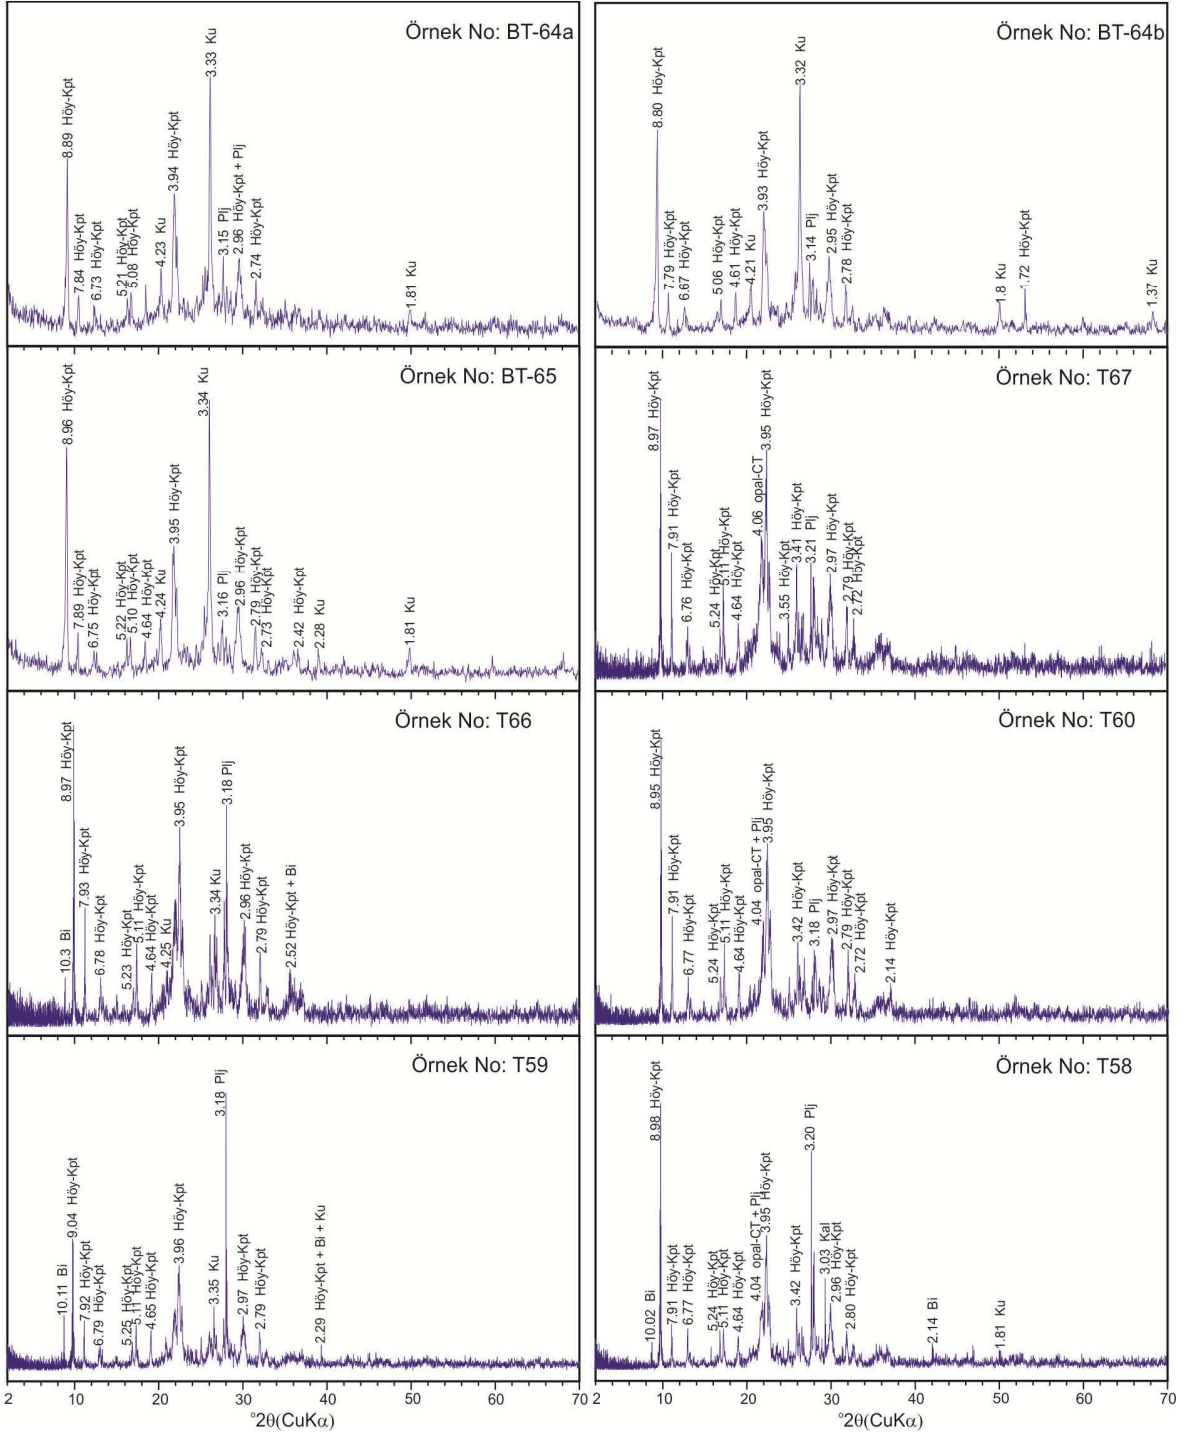 Örnek No: BT-64a
8.89 Höy-Kpt
7.84 Höy-Kpt
6.73 Höy-Kpt
5.21 Höy-Kpt
5.08 Höy-Kpt
4.23 Ku
3.94 Höy-Kpt
3.33 Ku
3.15 Plj
2.96 Höy-Kpt + Plj
2.74 Höy-Kpt
1.81 Ku
Örnek No: BT-64b
8.80 Höy-Kpt
7.79 Höy-Kpt
6.67 Höy-Kpt
5.06 Höy-Kpt
4.61 Höy-Kpt
4.21 Ku
3.93 Höy-Kpt
3.32 Ku
3.14 Plj
2.95 Höy-Kpt
2.78 Höy-Kpt
1.8 Ku
1.72 Höy-Kpt
1.37 Ku
Örnek No: BT-65
8.96 Höy-Kpt
7.89 Höy-Kpt
6.75 Höy-Kpt
5.22 Höy-Kpt
5.10 Höy-Kpt
4.64 Höy-Kpt
4.24 Ku
3.95 Höy-Kpt
3.34 Ku
3.16 Plj
2.96 Höy-Kpt
2.79 Höy-Kpt
2.73 Höy-Kpt
2.42 Höy-Kpt
2.28 Ku
1.81 Ku
Örnek No: T67
8.97 Höy-Kpt
7.91 Höy-Kpt
6.76 Höy-Kpt
5.24 Höy-Kpt
5.11 Höy-Kpt
4.64 Höy-Kpt
4.06 opal-CT
3.95 Höy-Kpt
3.55 Höy-Kpt
3.41 Höy-Kpt
3.21 Plj
2.97 Höy-Kpt
2.79 Höy-Kpt
2.72 Höy-Kpt
Örnek No: T66
10.3 Bi
8.97 Höy-Kpt
7.93 Höy-Kpt
6.78 Höy-Kpt
5.23 Höy-Kpt
5.11 Höy-Kpt
4.64 Höy-Kpt
4.25 Ku
3.95 Höy-Kpt
3.34 Ku
3.18 Plj
2.96 Höy-Kpt
2.79 Höy-Kpt
2.52 Höy-Kpt + Bi
Örnek No: T60
8.95 Höy-Kpt
7.91 Höy-Kpt
6.77 Höy-Kpt
5.24 Höy-Kpt
5.11 Höy-Kpt
4.64 Höy-Kpt
4.04 opal-CT + Plj
3.95 Höy-Kpt
3.42 Höy-Kpt
3.18 Plj
2.97 Höy-Kpt
2.79 Höy-Kpt
2.72 Höy-Kpt
2.14 Höy-Kpt
Örnek No: T59
10.11 Bi
9.04 Höy-Kpt
7.92 Höy-Kpt
6.79 Höy-Kpt
5.25 Höy-Kpt
5.11 Höy-Kpt
4.65 Höy-Kpt
3.96 Höy-Kpt
3.35 Ku
3.18 Plj
2.97 Höy-Kpt
2.79 Höy-Kpt
2.29 Höy-Kpt + Bi + Ku
2 10 20 30 40 50 60 70
°2θ(CuKα)
Örnek No: T58
10.02 Bi
8.98 Höy-Kpt
7.91 Höy-Kpt
6.77 Höy-Kpt
5.24 Höy-Kpt
5.11 Höy-Kpt
4.64 Höy-Kpt
4.04 opal-CT + Plj
3.95 Höy-Kpt
3.42 Höy-Kpt
3.20 Plj
3.03 Kal
2.96 Höy-Kpt
2.80 Höy-Kpt
2.14 Bi
1.81 Ku
2 10 20 30 40 50 60 70
°2θ(CuKα)